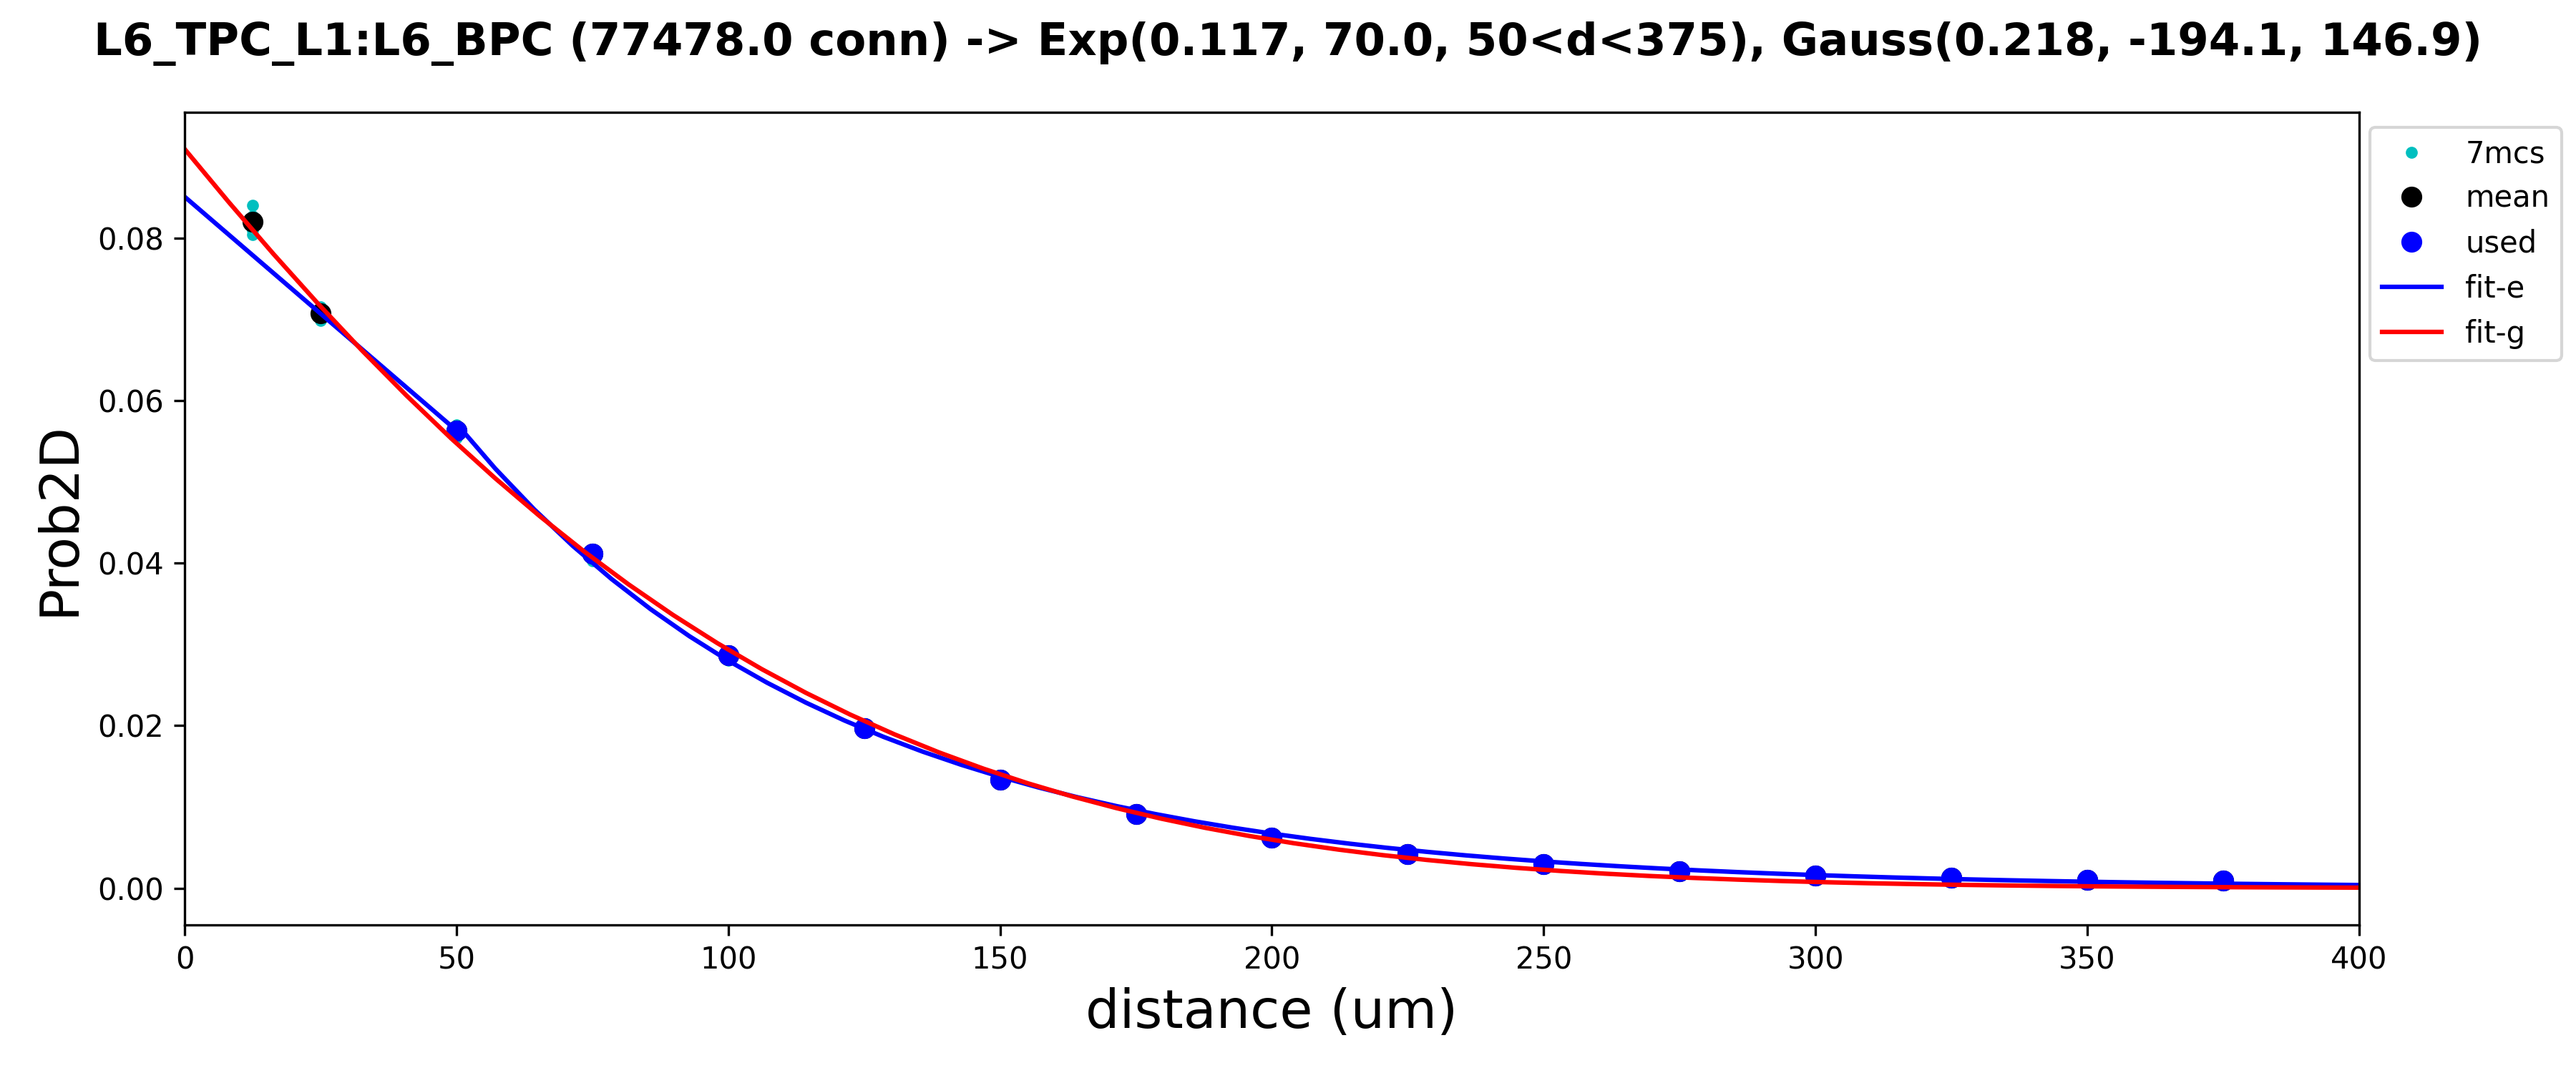 L6_TPC_L1:L6_BPC (77478.0 conn) -> Exp(0.117, 70.0, 50<d<375), Gauss(0.218, -194.1, 146.9)
7mcs
mean
used
fit-e
fit-g
Prob2D
0.08
0.06
0.04
0.02
0.00
0 50 100 150 200 250 300 350 400
distance (um)